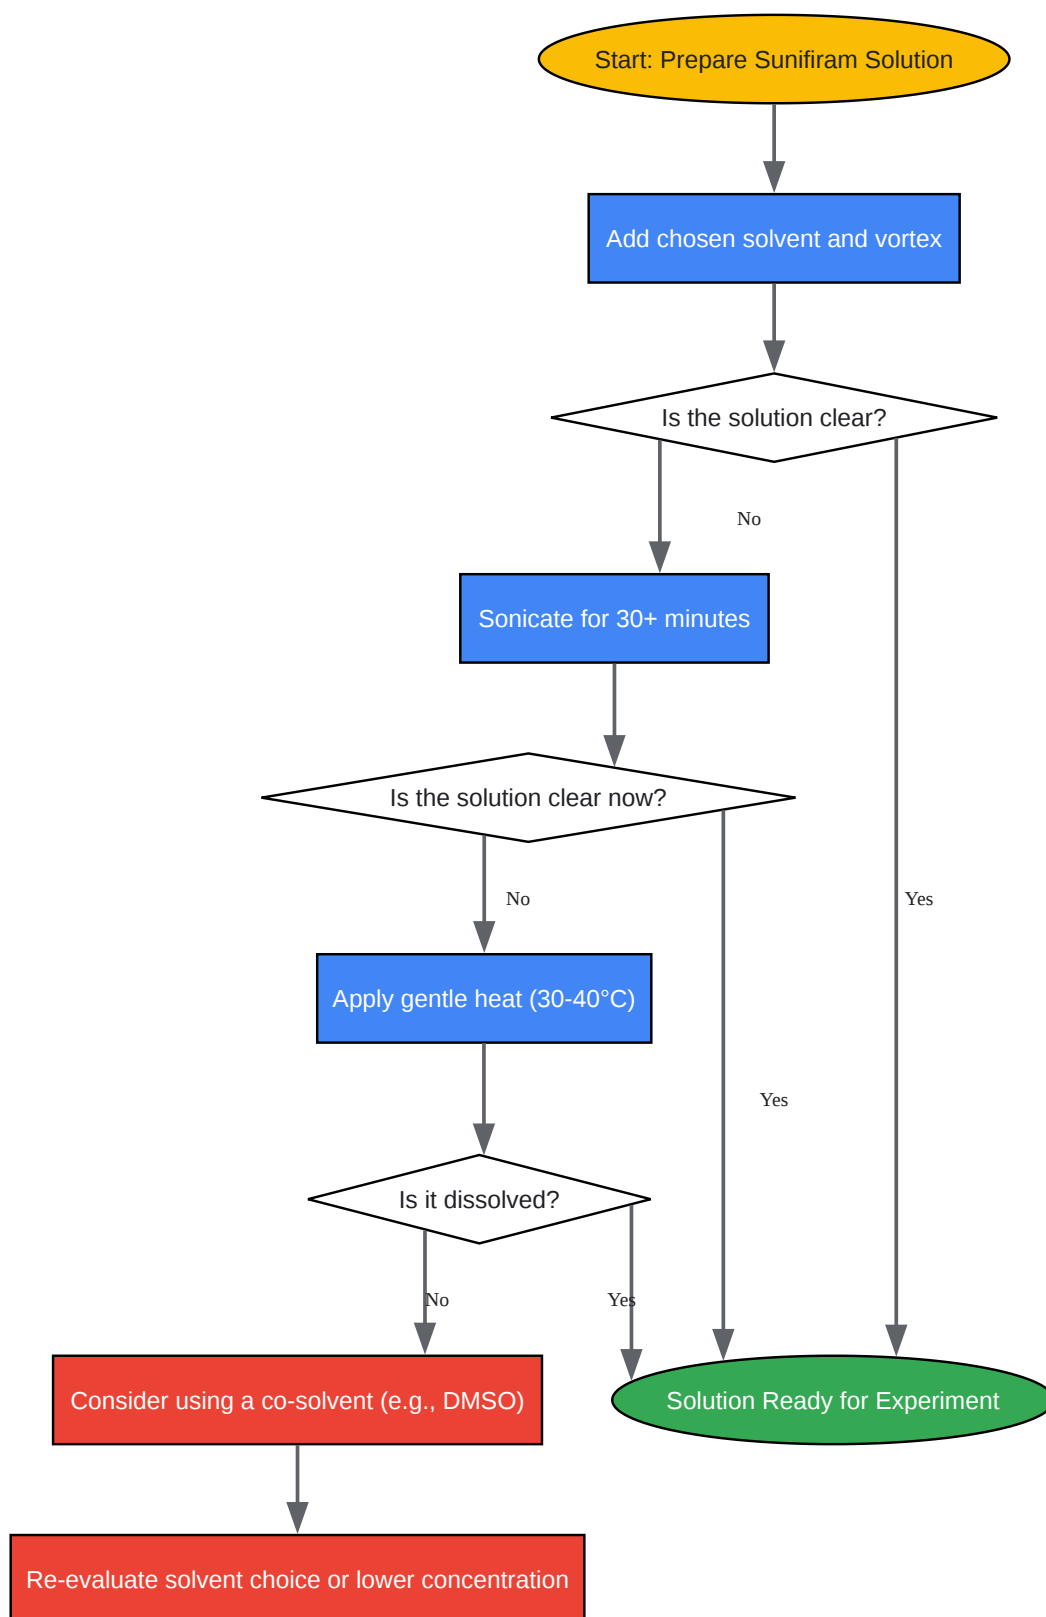 Start: Prepare Sunifiram Solution
Add chosen solvent and vortex
Is the solution clear?
No
Sonicate for 30+ minutes
Is the solution clear now?
No
Yes
Apply gentle heat (30-40°C)
Yes
Is it dissolved?
No
Yes
Consider using a co-solvent (e.g., DMSO)
Solution Ready for Experiment
Re-evaluate solvent choice or lower concentration